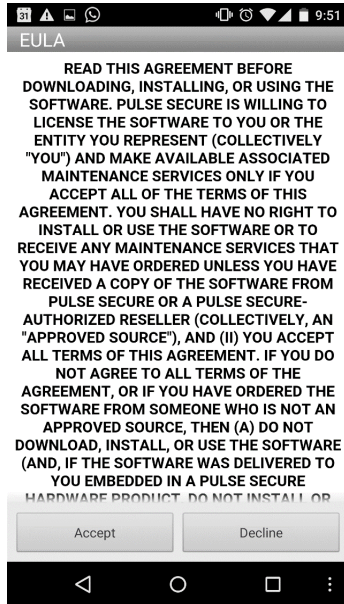 31 9:51
EULA
READ THIS AGREEMENT BEFORE
DOWNLOADING, INSTALLING, OR USING THE
SOFTWARE. PULSE SECURE IS WILLING TO
LICENSE THE SOFTWARE TO YOU OR THE
ENTITY YOU REPRESENT (COLLECTIVELY
"YOU") AND MAKE AVAILABLE ASSOCIATED
MAINTENANCE SERVICES ONLY IF YOU
ACCEPT ALL OF THE TERMS OF THIS
AGREEMENT. YOU SHALL HAVE NO RIGHT TO
INSTALL OR USE THE SOFTWARE OR TO
RECEIVE ANY MAINTENANCE SERVICES THAT
YOU MAY HAVE ORDERED UNLESS YOU HAVE
RECEIVED A COPY OF THE SOFTWARE FROM
PULSE SECURE OR A PULSE SECURE-
AUTHORIZED RESELLER (COLLECTIVELY, AN
"APPROVED SOURCE"), AND (II) YOU ACCEPT
ALL TERMS OF THIS AGREEMENT. IF YOU DO
NOT AGREE TO ALL TERMS OF THE
AGREEMENT, OR IF YOU HAVE ORDERED THE
SOFTWARE FROM SOMEONE WHO IS NOT AN
APPROVED SOURCE, THEN (A) DO NOT
DOWNLOAD, INSTALL, OR USE THE SOFTWARE
(AND, IF THE SOFTWARE WAS DELIVERED TO
YOU EMBEDDED IN A PULSE SECURE
HARDWARE PRODUCT, DO NOT INSTALL OR
Accept Decline